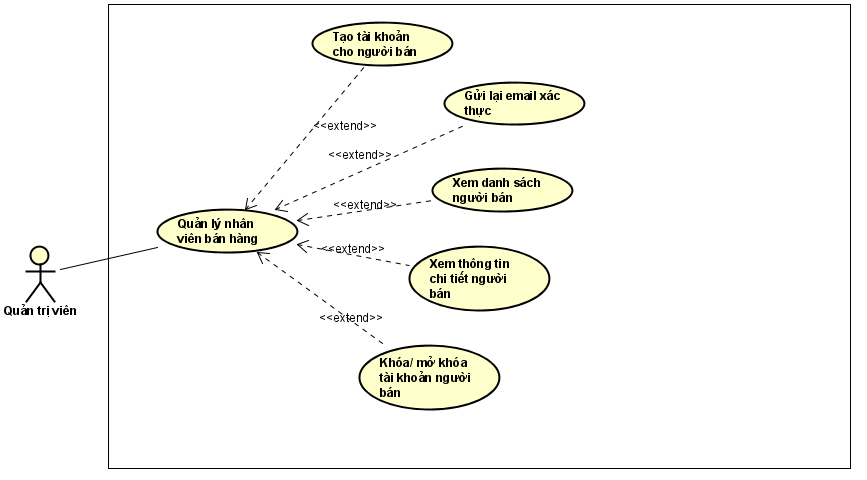 Tạo tài khoản
cho người bán
Gửi lại email xác
thực
<<extend>>
<<extend>>
Xem danh sách
người bán
<<extend>>
Quản lý nhân
viên bán hàng
<<extend>>
Xem thông tin
chi tiết người
bán
Quản trị viên
<<extend>>
Khóa/ mở khóa
tài khoản người
bán